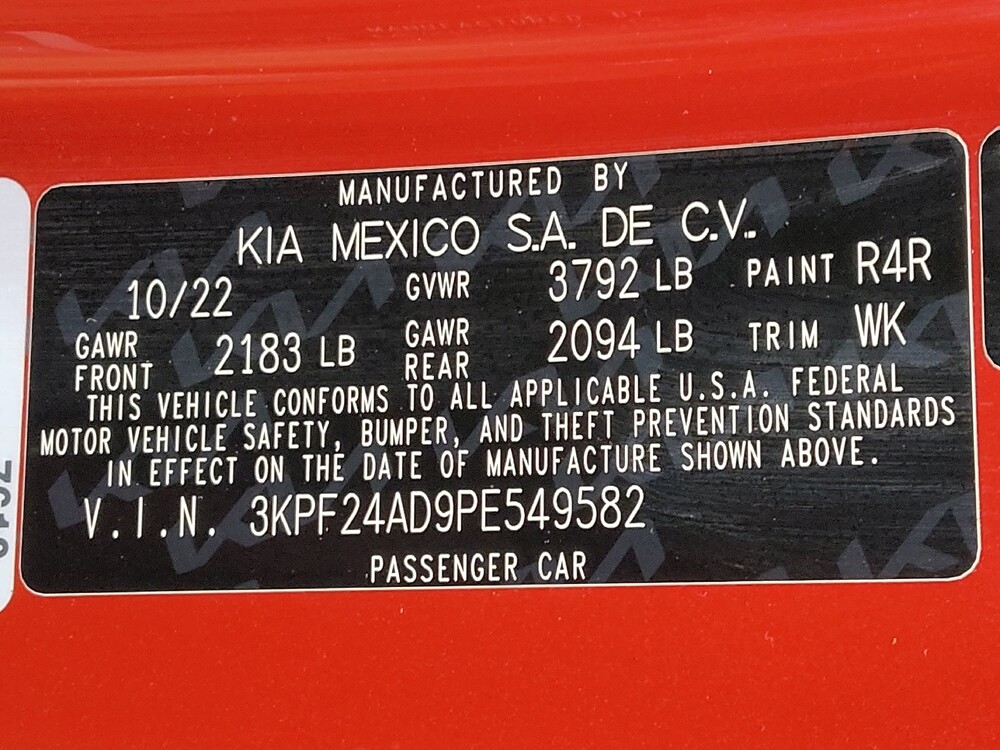 MANUFACTURED BY
KIA MEXICO S.A. DE C.V.
10/22 GVWR 3792 LB PAINT R4R
GAWR FRONT 2183 LB GAWR REAR 2094 LB TRIM WK
THIS VEHICLE CONFORMS TO ALL APPLICABLE U.S.A. FEDERAL
MOTOR VEHICLE SAFETY, BUMPER, AND THEFT PREVENTION STANDARDS
IN EFFECT ON THE DATE OF MANUFACTURE SHOWN ABOVE.
V.I.N. 3KPF24AD9PE549582
PASSENGER CAR